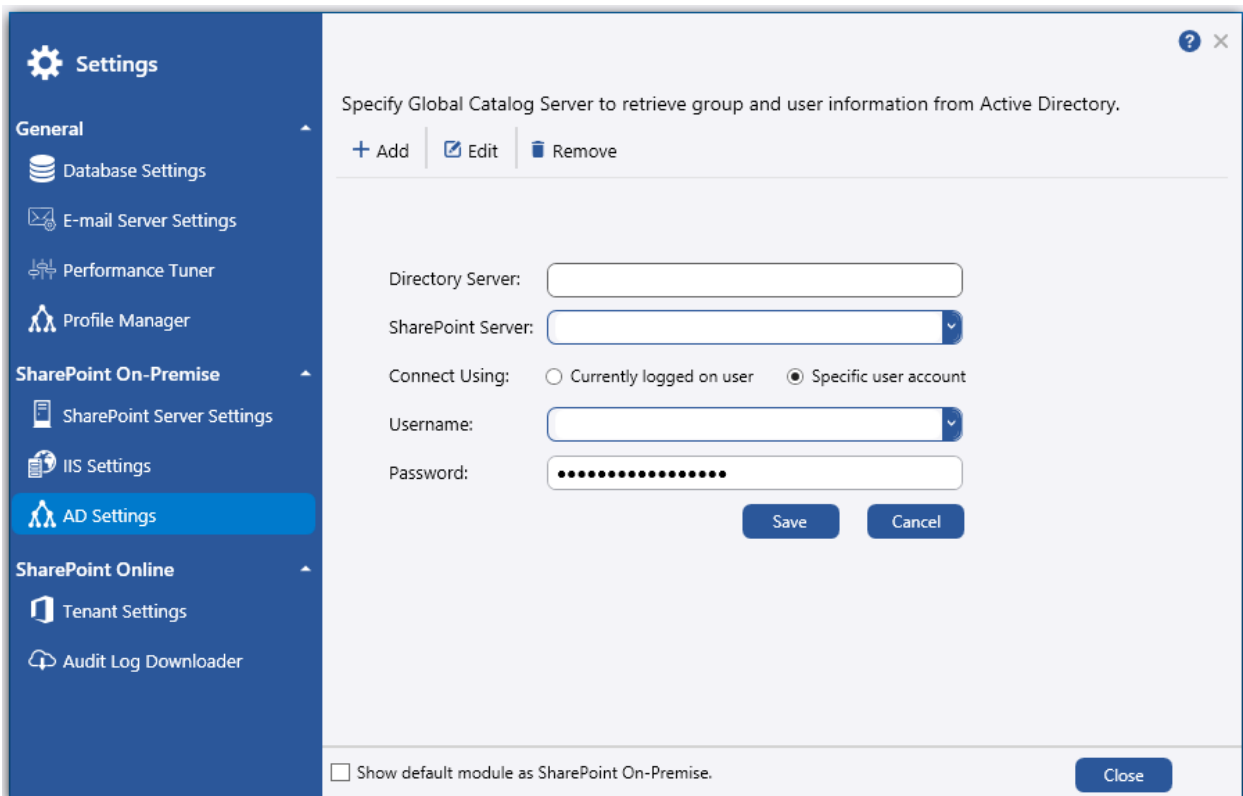 Settings
General
Database Settings
E-mail Server Settings
Performance Tuner
Profile Manager
SharePoint On-Premise
SharePoint Server Settings
IIS Settings
AD Settings
SharePoint Online
Tenant Settings
Audit Log Downloader
?
Specify Global Catalog Server to retrieve group and user information from Active Directory.
+ Add Edit Remove
Directory Server:
SharePoint Server:
Connect Using: Currently logged on user Specific user account
Username:
Password: •••••••••••••••••
Save Cancel
Show default module as SharePoint On-Premise. Close